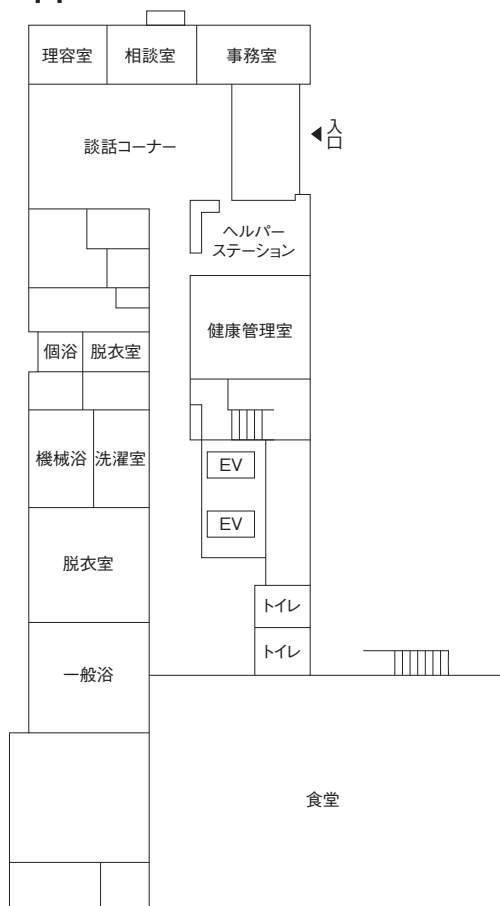 理容室
相談室
事務室
談話コーナー
入口
ヘルパー
ステーション
健康管理室
個浴
脱衣室
機械浴
洗濯室
EV
EV
脱衣室
トイレ
トイレ
一般浴
食堂